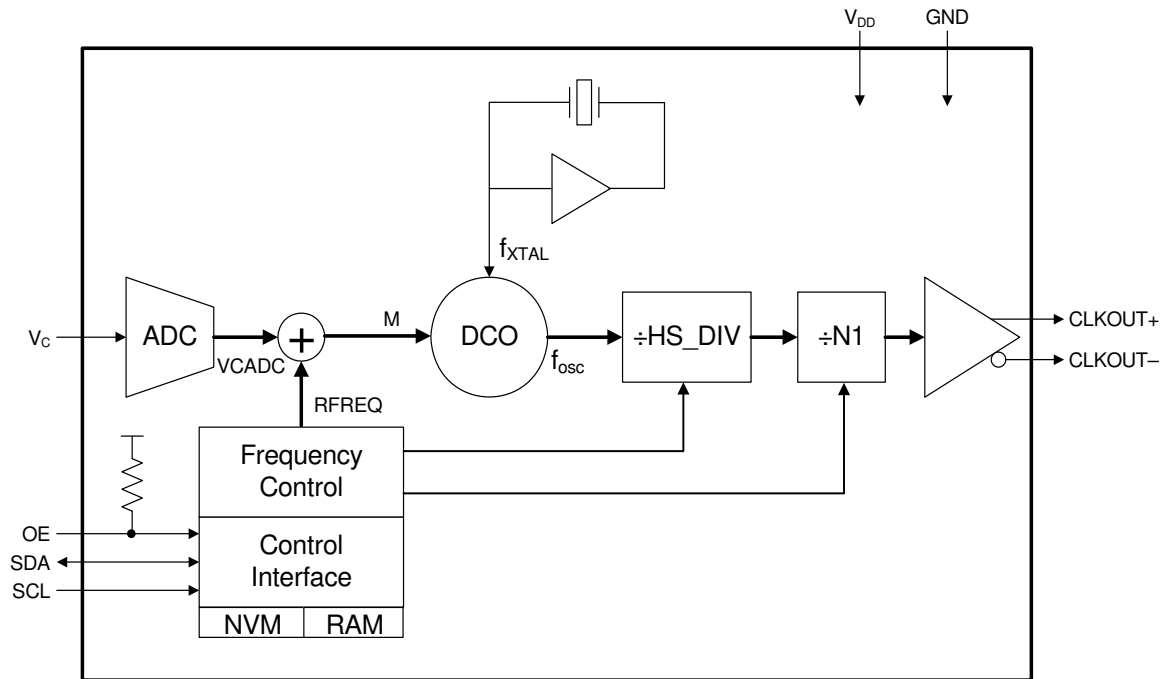 VDD GND
fXTAL
VC ADC VCADC + M DCO fosc ÷HS_DIV ÷N1 CLKOUT+
CLKOUT–
RFREQ
Frequency
Control
OE
SDA
SCL
Control
Interface
NVM RAM